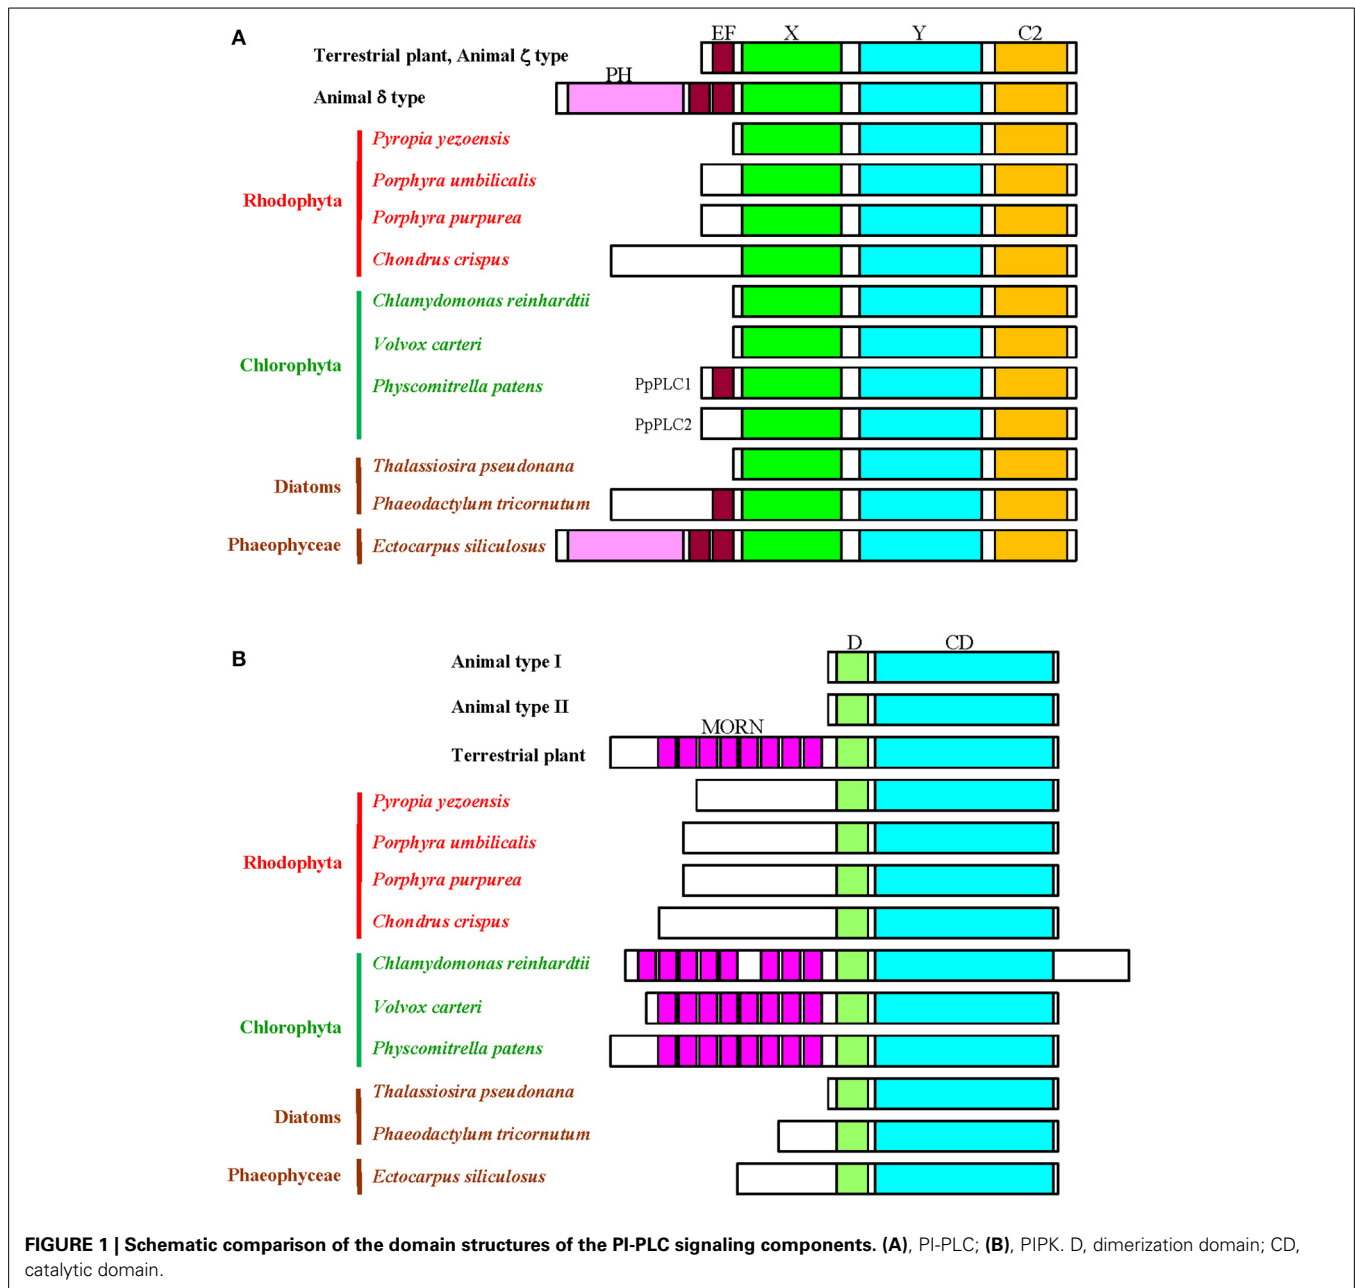 A
EF X Y C2
Terrestrial plant, Animal ζ type
PH
Animal δ type
Pyropia yezoensis
Porphyra umbilicalis
Rhodophyta
Porphyra purpurea
Chondrus crispus
Chlamydomonas reinhardtii
Volvox carteri
Chlorophyta
Physcomitrella patens PpPLC1
PpPLC2
Thalassiosira pseudonana
Diatoms
Phaeodactylum tricornutum
Phaeophyceae Ectocarpus siliculosus
D CD
B
Animal type I
Animal type II
MORN
Terrestrial plant
Pyropia yezoensis
Porphyra umbilicalis
Rhodophyta
Porphyra purpurea
Chondrus crispus
Chlamydomonas reinhardtii
Volvox carteri
Chlorophyta
Physcomitrella patens
Thalassiosira pseudonana
Diatoms
Phaeodactylum tricornutum
Phaeophyceae Ectocarpus siliculosus
FIGURE 1 | Schematic comparison of the domain structures of the PI-PLC signaling components. (A), PI-PLC; (B), PIPK. D, dimerization domain; CD,
catalytic domain.